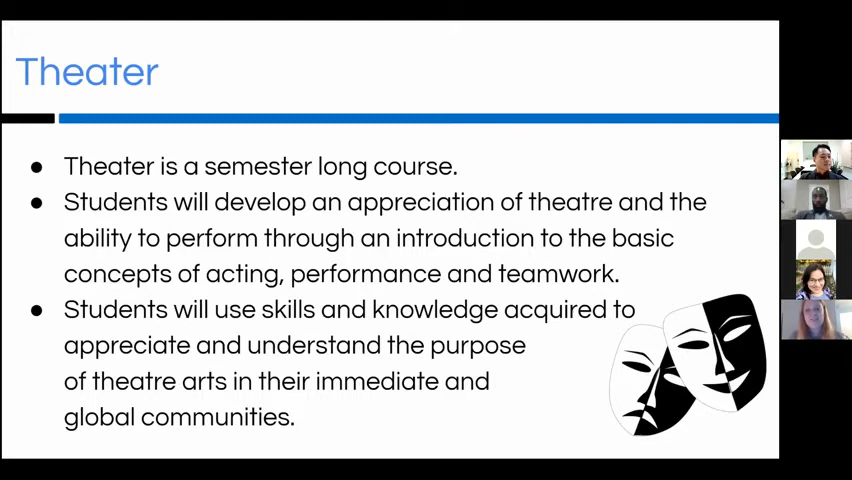 Theater
● Theater is a semester long course.
● Students will develop an appreciation of theatre and the
ability to perform through an introduction to the basic
concepts of acting, performance and teamwork.
● Students will use skills and knowledge acquired to
appreciate and understand the purpose
of theatre arts in their immediate and
global communities.